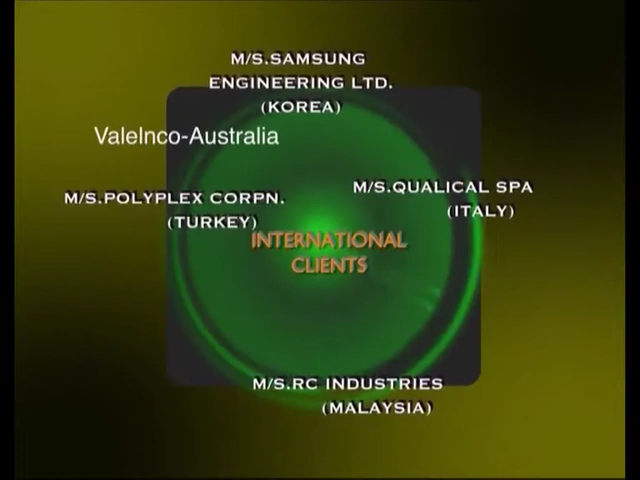 M/S.SAMSUNG
ENGINEERING LTD.
(KOREA)
ValeInco-Australia
M/S.POLYPLEX CORPN.
(TURKEY)
M/S.QUALICAL SPA
(ITALY)
INTERNATIONAL
CLIENTS
M/S.RC INDUSTRIES
(MALAYSIA)